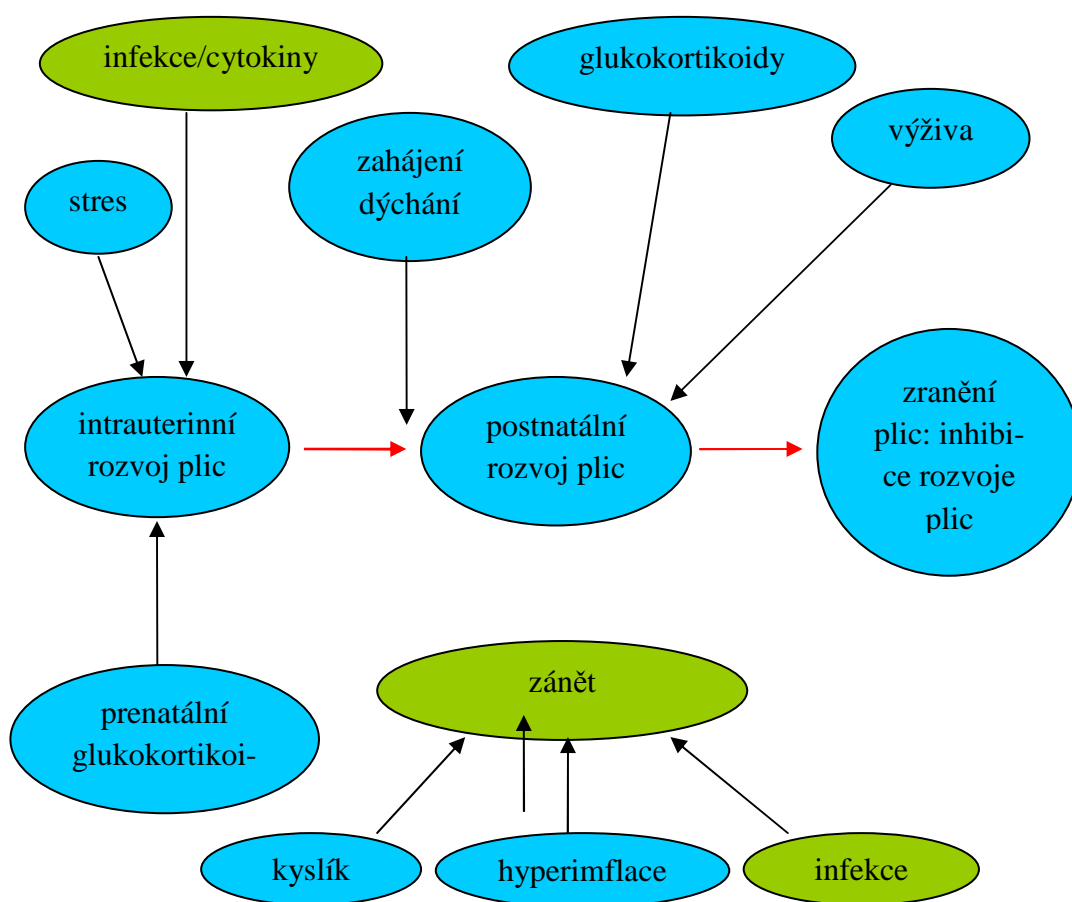 infekce/cytokiny
glukokortikoidy
výživa
zahájení
dýchání
stres
intrauterinní
rozvoj plic
postnatální
rozvoj plic
zranění
plic: inhibi-
ce rozvoje
plic
prenatální
glukokortikoi-
zánět
kyslík
hyperimflace
infekce